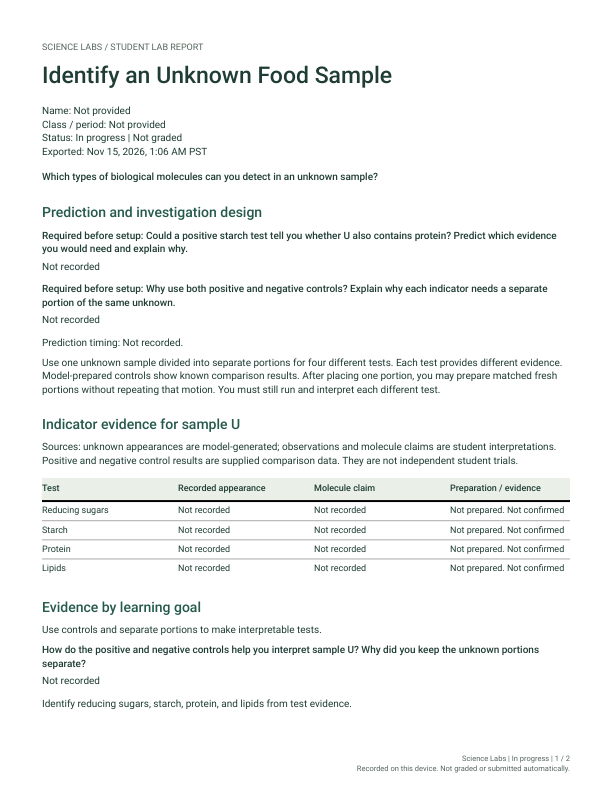 SCIENCE LABS / STUDENT LAB REPORT
Identify an Unknown Food Sample
Name: Not provided
Class / period: Not provided
Status: In progress | Not graded
Exported: Nov 15, 2026, 1:06 AM PST
Which types of biological molecules can you detect in an unknown sample?
Prediction and investigation design
Required before setup: Could a positive starch test tell you whether U also contains protein? Predict which evidence
you would need and explain why.
Not recorded
Required before setup: Why use both positive and negative controls? Explain why each indicator needs a separate
portion of the same unknown.
Not recorded
Prediction timing: Not recorded.
Use one unknown sample divided into separate portions for four different tests. Each test provides different evidence.
Model-prepared controls show known comparison results. After placing one portion, you may prepare matched fresh
portions without repeating that motion. You must still run and interpret each different test.
Indicator evidence for sample U
Sources: unknown appearances are model-generated; observations and molecule claims are student interpretations.
Positive and negative control results are supplied comparison data. They are not independent student trials.
Test Recorded appearance Molecule claim Preparation / evidence
Reducing sugars Not recorded Not recorded Not prepared. Not confirmed
Starch Not recorded Not recorded Not prepared. Not confirmed
Protein Not recorded Not recorded Not prepared. Not confirmed
Lipids Not recorded Not recorded Not prepared. Not confirmed
Evidence by learning goal
Use controls and separate portions to make interpretable tests.
How do the positive and negative controls help you interpret sample U? Why did you keep the unknown portions
separate?
Not recorded
Identify reducing sugars, starch, protein, and lipids from test evidence.
Science Labs | In progress | 1 / 2
Recorded on this device. Not graded or submitted automatically.